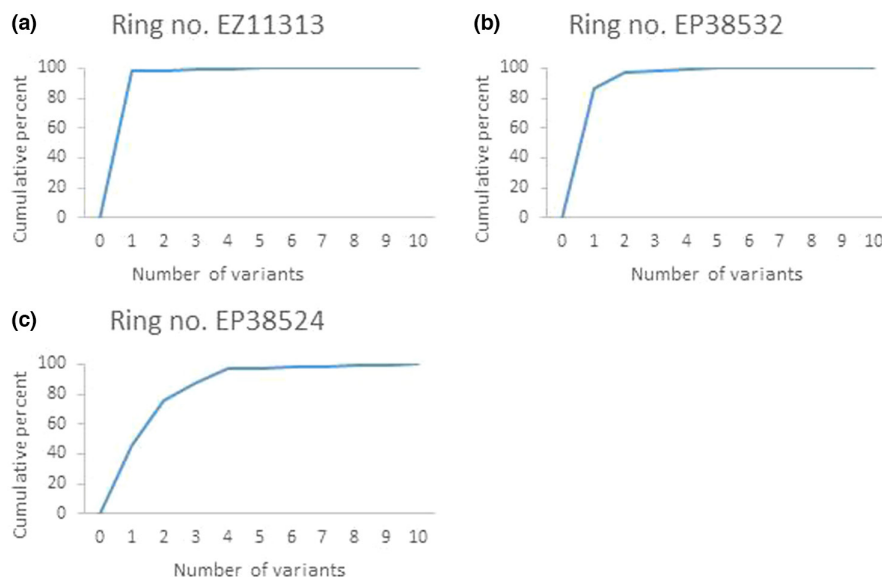 (a) Ring no. EZ11313
Cumulative percent
100
80
60
40
20
0
0 1 2 3 4 5 6 7 8 9 10
Number of variants
(b) Ring no. EP38532
Cumulative percent
100
80
60
40
20
0
0 1 2 3 4 5 6 7 8 9 10
Number of variants
(c) Ring no. EP38524
Cumulative percent
100
80
60
40
20
0
0 1 2 3 4 5 6 7 8 9 10
Number of variants